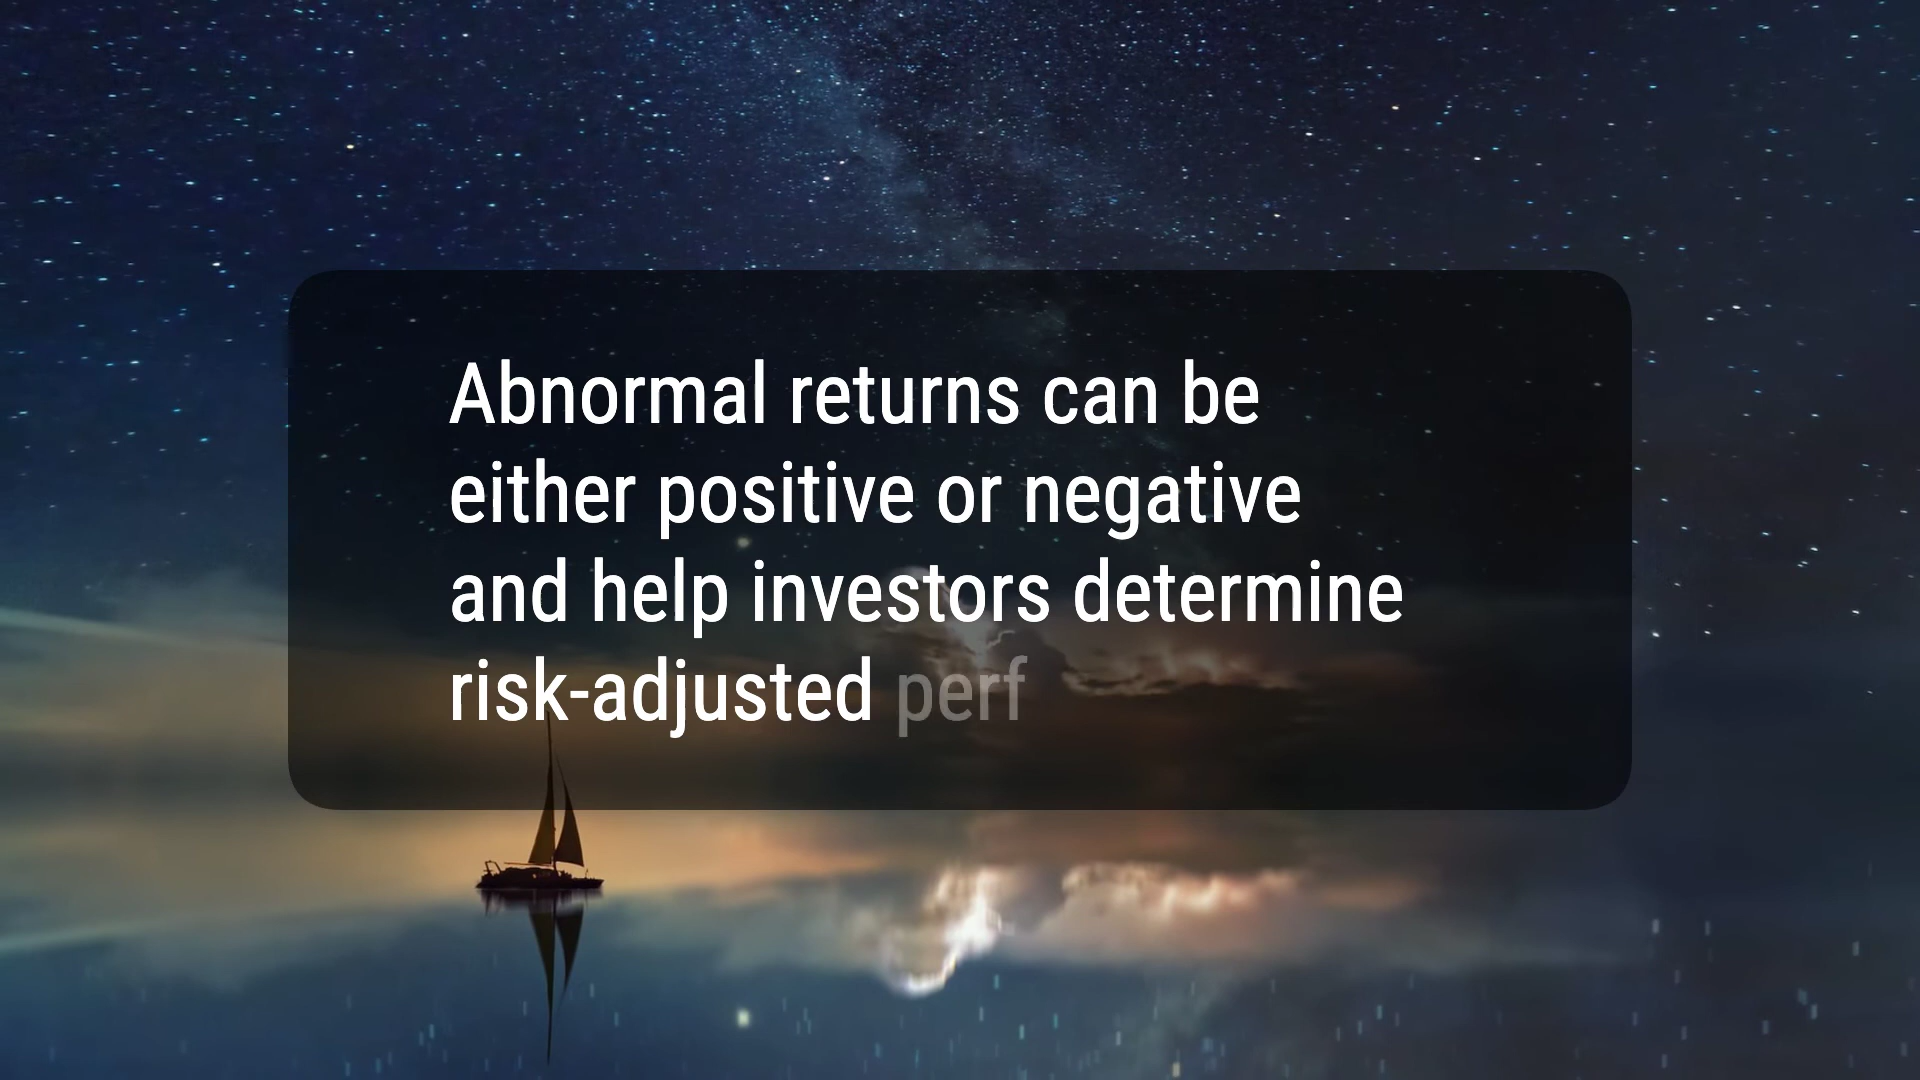 Abnormal returns can be
either positive or negative
and help investors determine
risk-adjusted perf